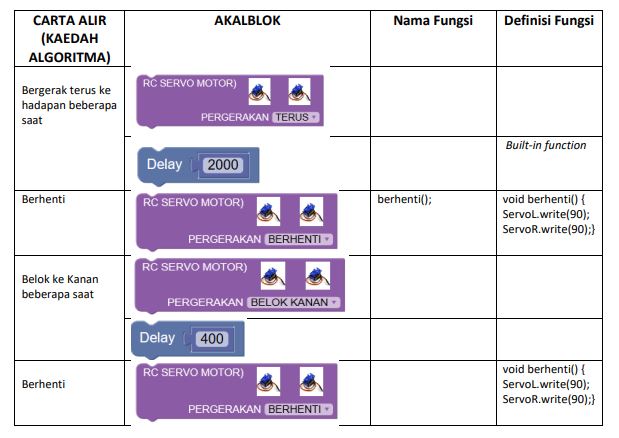 CARTA ALIR
(KAEDAH
ALGORITMA)
AKALBLOK
Nama Fungsi
Definisi Fungsi
Bergerak terus ke
hadapan beberapa
saat
RC SERVO MOTOR)
PERGERAKAN TERUS
Delay 2000
Built-in function
Berhenti
RC SERVO MOTOR)
PERGERAKAN BERHENTI
berhenti();
void berhenti() {
ServoL.write(90);
ServoR.write(90);}
Belok ke Kanan
beberapa saat
RC SERVO MOTOR)
PERGERAKAN BELOK KANAN
Delay 400
Berhenti
RC SERVO MOTOR)
PERGERAKAN BERHENTI
void berhenti() {
ServoL.write(90);
ServoR.write(90);}